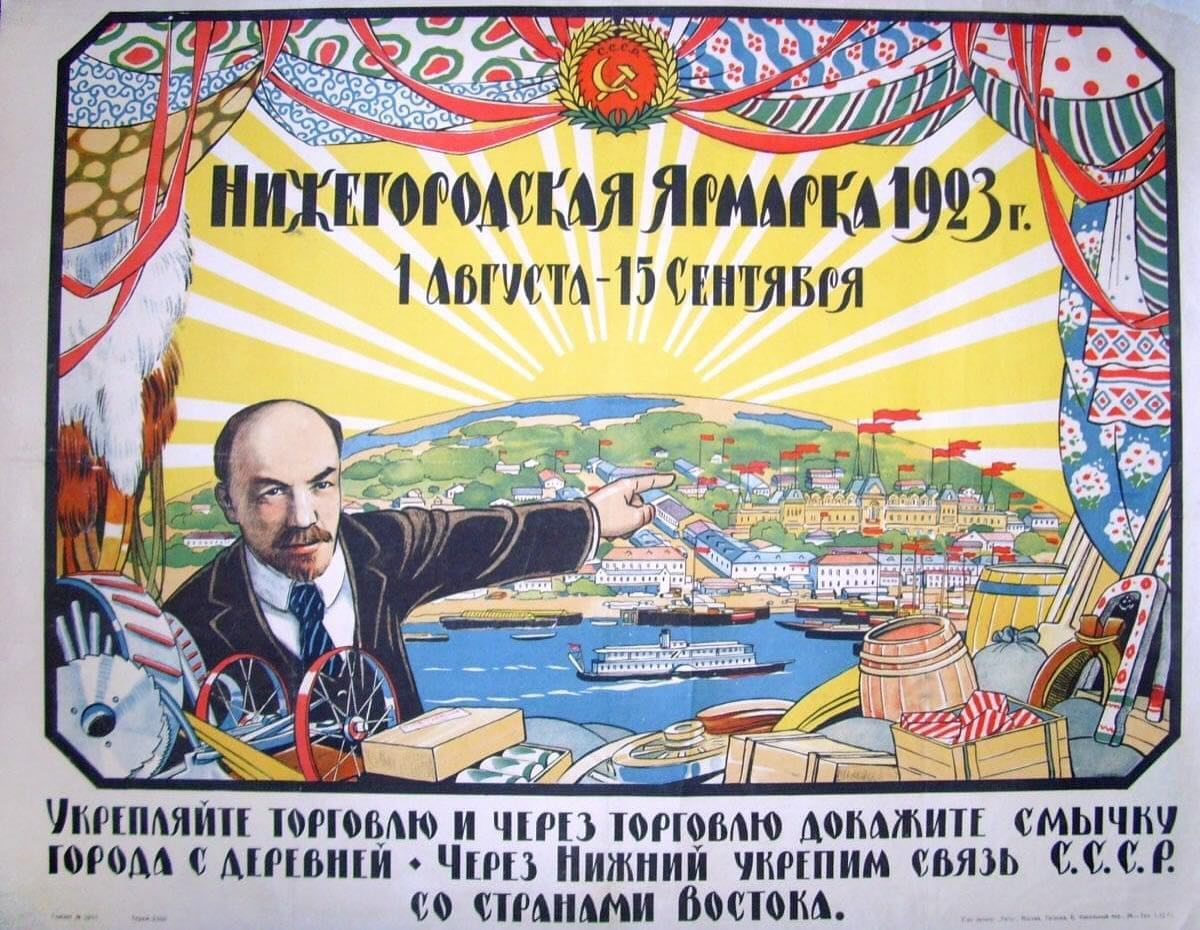 С.С.С.Р.
Нижегородская Ярмарка 1923 г.
1 Августа - 15 Сентября
Укрепляйте торговлю и через торговлю докажите смычку
города с деревней • Через Нижний укрепим связь С.С.С.Р.
со странами Востока.